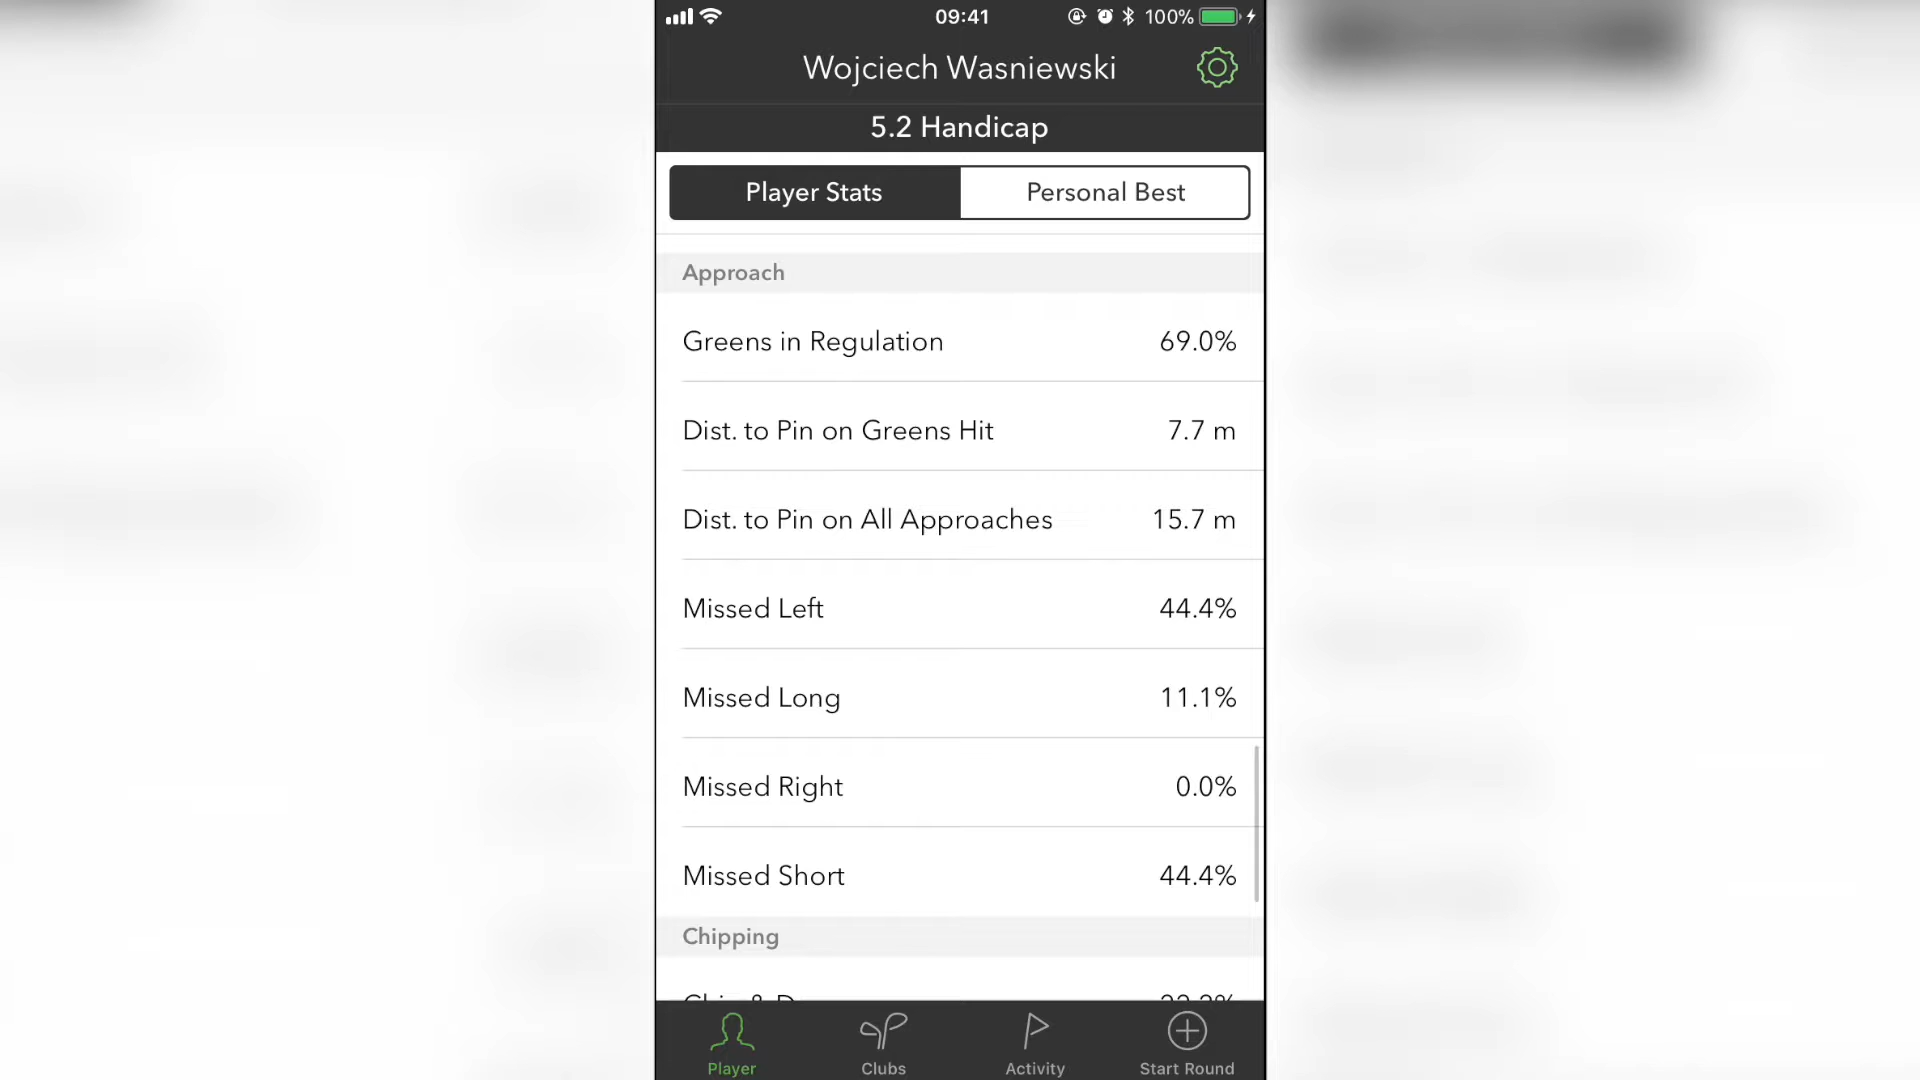 09:41 100%
Wojciech Wasniewski
5.2 Handicap
Player Stats Personal Best
Approach
Greens in Regulation 69.0%
Dist. to Pin on Greens Hit 7.7 m
Dist. to Pin on All Approaches 15.7 m
Missed Left 44.4%
Missed Long 11.1%
Missed Right 0.0%
Missed Short 44.4%
Chipping
Player Clubs Activity Start Round